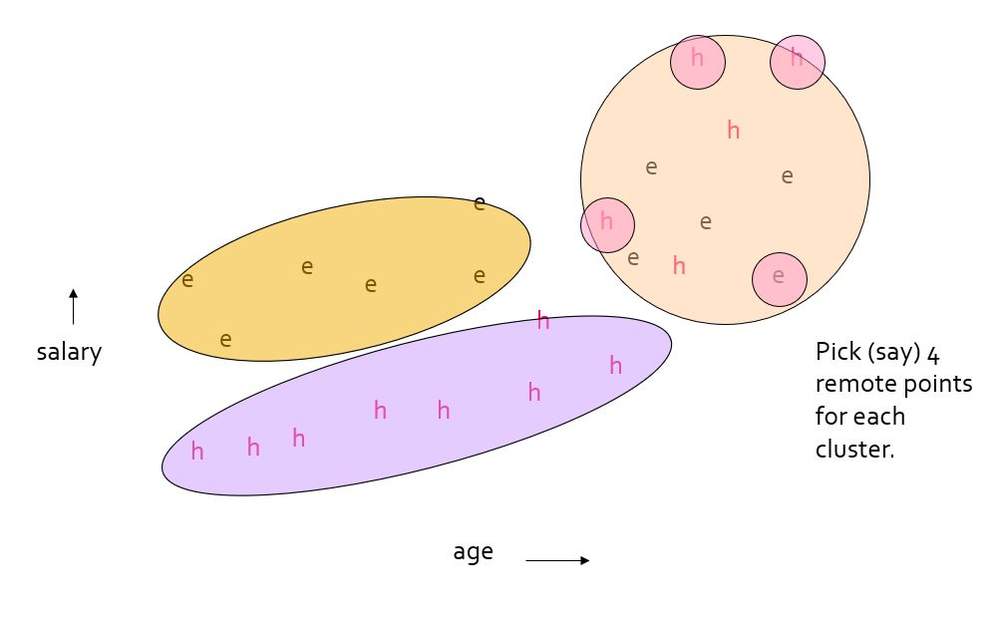 h h
h
e e
h e
e
e h
e e
e e
e e
e
h
h
h
h h
h h h
salary
Pick (say) 4
remote points
for each
cluster.
age